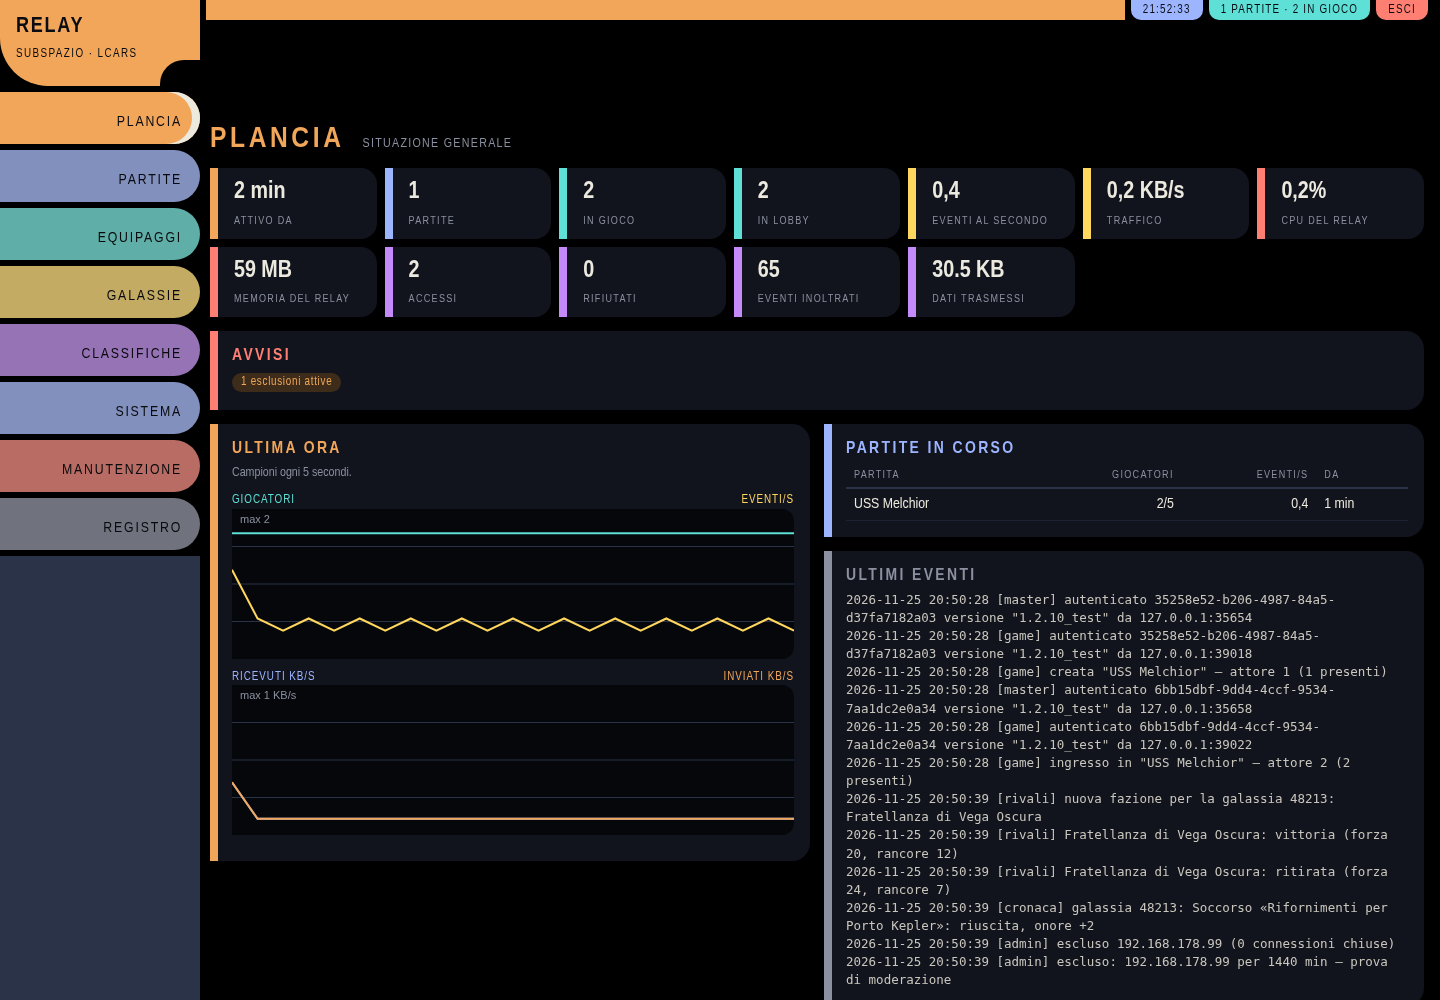 RELAY
SUBSPAZIO · LCARS
21:52:33
1 PARTITE · 2 IN GIOCO
ESCI
PLANCIA
PARTITE
EQUIPAGGI
GALASSIE
CLASSIFICHE
SISTEMA
MANUTENZIONE
REGISTRO
PLANCIA SITUAZIONE GENERALE
2 min
ATTIVO DA
1
PARTITE
2
IN GIOCO
2
IN LOBBY
0,4
EVENTI AL SECONDO
0,2 KB/s
TRAFFICO
0,2%
CPU DEL RELAY
59 MB
MEMORIA DEL RELAY
2
ACCESSI
0
RIFIUTATI
65
EVENTI INOLTRATI
30.5 KB
DATI TRASMESSI
AVVISI
1 esclusioni attive
ULTIMA ORA
Campioni ogni 5 secondi.
GIOCATORI EVENTI/S
max 2
RICEVUTI KB/S INVIATI KB/S
max 1 KB/s
PARTITE IN CORSO
PARTITA GIOCATORI EVENTI/S DA
USS Melchior 2/5 0,4 1 min
ULTIMI EVENTI
2026-11-25 20:50:28 [master] autenticato 35258e52-b206-4987-84a5-
d37fa7182a03 versione "1.2.10_test" da 127.0.0.1:35654
2026-11-25 20:50:28 [game] autenticato 35258e52-b206-4987-84a5-
d37fa7182a03 versione "1.2.10_test" da 127.0.0.1:39018
2026-11-25 20:50:28 [game] creata "USS Melchior" — attore 1 (1 presenti)
2026-11-25 20:50:28 [master] autenticato 6bb15dbf-9dd4-4ccf-9534-
7aa1dc2e0a34 versione "1.2.10_test" da 127.0.0.1:35658
2026-11-25 20:50:28 [game] autenticato 6bb15dbf-9dd4-4ccf-9534-
7aa1dc2e0a34 versione "1.2.10_test" da 127.0.0.1:39022
2026-11-25 20:50:28 [game] ingresso in "USS Melchior" — attore 2 (2
presenti)
2026-11-25 20:50:39 [rivali] nuova fazione per la galassia 48213:
Fratellanza di Vega Oscura
2026-11-25 20:50:39 [rivali] Fratellanza di Vega Oscura: vittoria (forza
20, rancore 12)
2026-11-25 20:50:39 [rivali] Fratellanza di Vega Oscura: ritirata (forza
24, rancore 7)
2026-11-25 20:50:39 [cronaca] galassia 48213: Soccorso «Rifornimenti per
Porto Kepler»: riuscita, onore +2
2026-11-25 20:50:39 [admin] escluso 192.168.178.99 (0 connessioni chiuse)
2026-11-25 20:50:39 [admin] escluso: 192.168.178.99 per 1440 min — prova
di moderazione